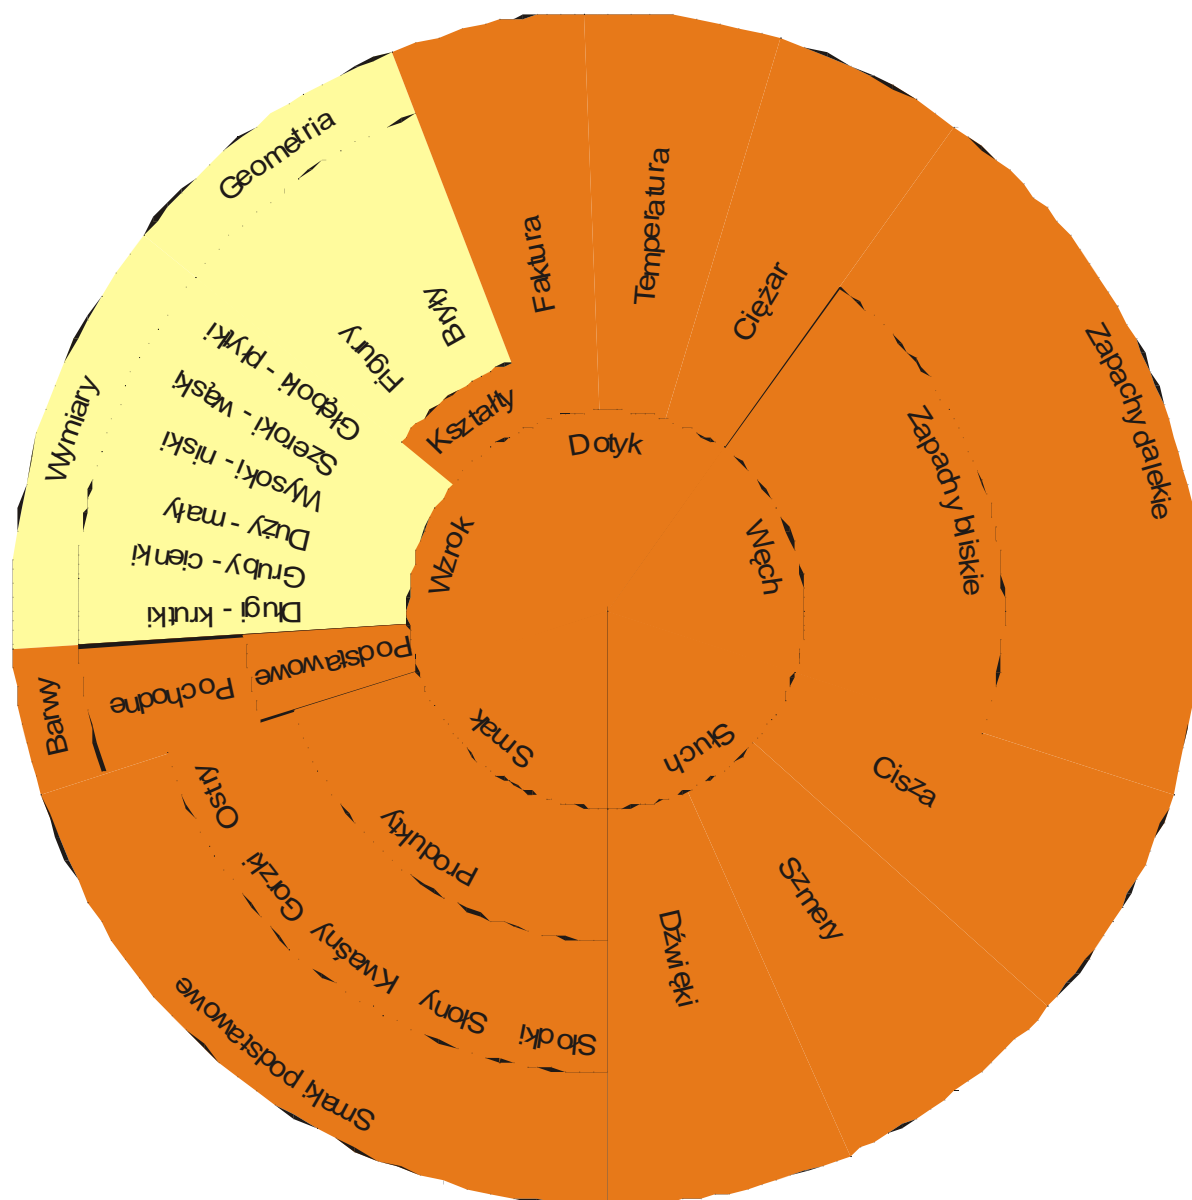 Geometria
Wymiary
Bryły
Figury
Głęboki - płytki
Szeroki - wąski
Wysoki - niski
Duży - mały
Gruby - cienki
Długi - krutki
Kształty
Faktura
Temperatura
Ciężar
Dotyk
Wzrok
Węch
Słuch
Smak
Zapachy bliskie
Zapachy dalekie
Cisza
Szmery
Dźwięki
Podstawowe
Pochodne
Barwy
Produkty
Ostry
Gorzki
Kwaśny
Słony
Słodki
Smaki podstawowe